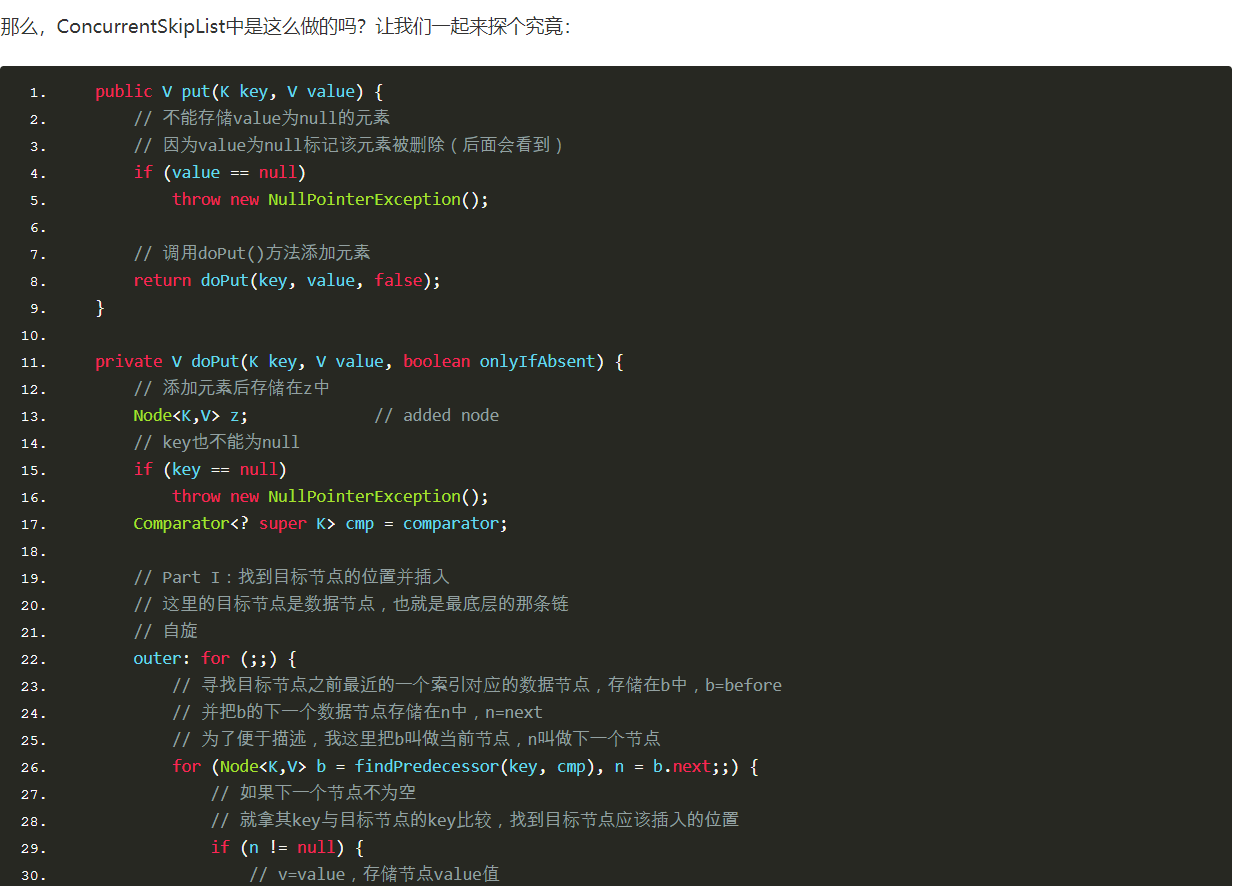 那么，ConcurrentSkipList中是这么做的吗？让我们一起来探个究竟：
1. public V put(K key, V value) {
2. // 不能存储value为null的元素
3. // 因为value为null标记该元素被删除（后面会看到）
4. if (value == null)
5. throw new NullPointerException();
6.
7. // 调用doPut()方法添加元素
8. return doPut(key, value, false);
9. }
10.
11. private V doPut(K key, V value, boolean onlyIfAbsent) {
12. // 添加元素后存储在z中
13. Node<K,V> z;             // added node
14. // key也不能为null
15. if (key == null)
16. throw new NullPointerException();
17. Comparator<? super K> cmp = comparator;
18.
19. // Part I：找到目标节点的位置并插入
20. // 这里的目标节点是数据节点，也就是最底层的那条链
21. // 自旋
22. outer: for (;;) {
23. // 寻找目标节点之前最近的一个索引对应的数据节点，存储在b中，b=before
24. // 并把b的下一个数据节点存储在n中，n=next
25. // 为了便于描述，我这里把b叫做当前节点，n叫做下一个节点
26. for (Node<K,V> b = findPredecessor(key, cmp), n = b.next;;) {
27. // 如果下一个节点不为空
28. // 就拿其key与目标节点的key比较，找到目标节点应该插入的位置
29. if (n != null) {
30. // v=value，存储节点value值